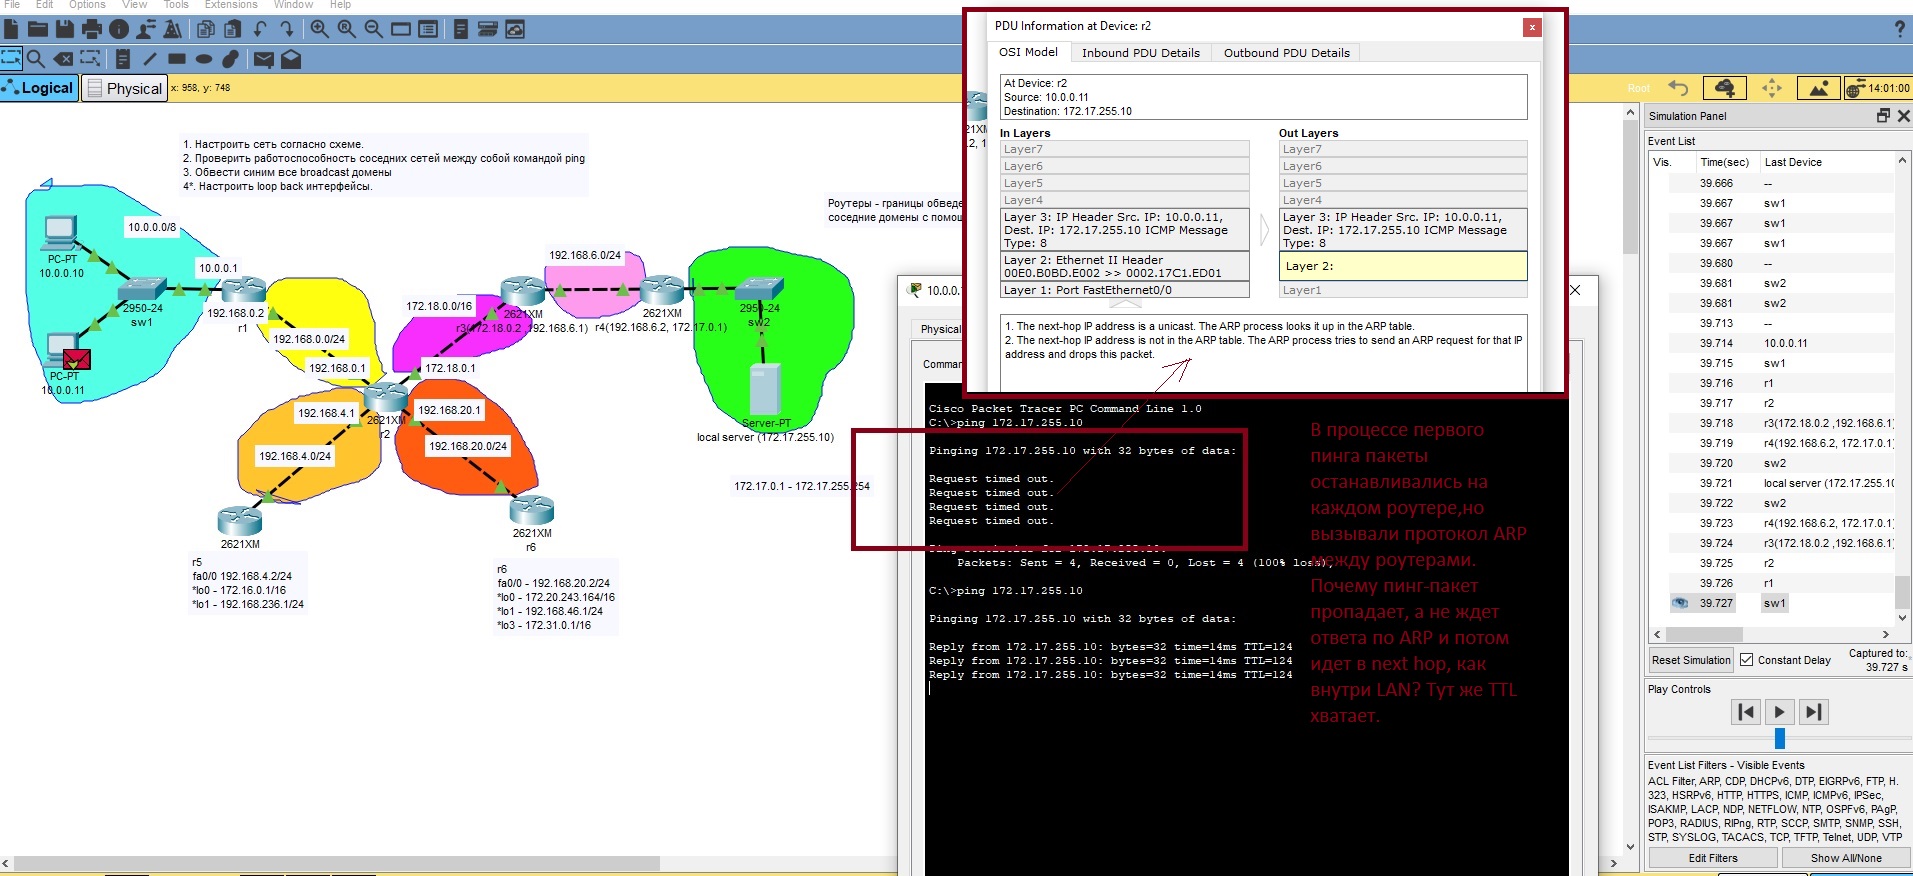 File Edit Options View Tools Extensions Window Help
Logical
Physical
x: 958, y: 748
Root
14:01:00
1. Настроить сеть согласно схеме.
2. Проверить работоспособность соседних сетей между собой командой ping
3. Обвести синим все broadcast домены
4*. Настроить loop back интерфейсы.
Роутеры - границы обведе
соседние домены с помощ
10.0.0.0/8
PC-PT
10.0.0.10
2950-24
sw1
PC-PT
10.0.0.11
10.0.0.1
192.168.0.2
r1
192.168.0.0/24
192.168.0.1
172.18.0.0/16
172.18.0.1
2621XM
r3(172.18.0.2 ,192.168.6.1)
192.168.6.0/24
2621XM
r4(192.168.6.2, 172.17.0.1)
2950-24
sw2
Server-PT
local server (172.17.255.10)
172.17.0.1 - 172.17.255.254
192.168.4.1
2621XM
r2
192.168.20.1
192.168.4.0/24
192.168.20.0/24
2621XM
r5
fa0/0 192.168.4.2/24
*lo0 - 172.16.0.1/16
*lo1 - 192.168.236.1/24
2621XM
r6
r6
fa0/0 - 192.168.20.2/24
*lo0 - 172.20.243.164/16
*lo1 - 192.168.46.1/24
*lo3 - 172.31.0.1/16
PDU Information at Device: r2
OSI Model
Inbound PDU Details
Outbound PDU Details
At Device: r2
Source: 10.0.0.11
Destination: 172.17.255.10
In Layers
Layer7
Layer6
Layer5
Layer4
Layer 3: IP Header Src. IP: 10.0.0.11,
Dest. IP: 172.17.255.10 ICMP Message
Type: 8
Layer 2: Ethernet II Header
00E0.B0BD.E002 >> 0002.17C1.ED01
Layer 1: Port FastEthernet0/0
Out Layers
Layer7
Layer6
Layer5
Layer4
Layer 3: IP Header Src. IP: 10.0.0.11,
Dest. IP: 172.17.255.10 ICMP Message
Type: 8
Layer 2:
Layer1
1. The next-hop IP address is a unicast. The ARP process looks it up in the ARP table.
2. The next-hop IP address is not in the ARP table. The ARP process tries to send an ARP request for that IP
address and drops this packet.
10.0.0.
Physical
Comma
Cisco Packet Tracer PC Command Line 1.0
C:\>ping 172.17.255.10
Pinging 172.17.255.10 with 32 bytes of data:
Request timed out.
Request timed out.
Request timed out.
Request timed out.
Packets: Sent = 4, Received = 0, Lost = 4 (100% loss),
C:\>ping 172.17.255.10
Pinging 172.17.255.10 with 32 bytes of data:
Reply from 172.17.255.10: bytes=32 time=14ms TTL=124
Reply from 172.17.255.10: bytes=32 time=14ms TTL=124
Reply from 172.17.255.10: bytes=32 time=14ms TTL=124
В процессе первого
пинга пакеты
останавливались на
каждом роутере,но
вызывали протокол ARP
между роутерами.
Почему пинг-пакет
пропадает, а не ждет
ответа по ARP и потом
идет в next hop, как
внутри LAN? Тут же TTL
хватает.
Simulation Panel
Event List
Vis. Time(sec) Last Device
39.666 --
39.667 sw1
39.667 sw1
39.667 sw1
39.680 --
39.681 sw2
39.681 sw2
39.713 --
39.714 10.0.0.11
39.715 sw1
39.716 r1
39.717 r2
39.718 r3(172.18.0.2 ,192.168.6.1)
39.719 r4(192.168.6.2, 172.17.0.1)
39.720 sw2
39.721 local server (172.17.255.10
39.722 sw2
39.723 r4(192.168.6.2, 172.17.0.1)
39.724 r3(172.18.0.2 ,192.168.6.1)
39.725 r2
39.726 r1
39.727 sw1
Reset Simulation
Constant Delay
Captured to:
39.727 s
Play Controls
Event List Filters - Visible Events
ACL Filter, ARP, CDP, DHCPv6, DTP, EIGRPv6, FTP, H.
323, HSRPv6, HTTP, HTTPS, ICMP, ICMPv6, IPSec,
ISAKMP, LACP, NDP, NETFLOW, NTP, OSPFv6, PAgP,
POP3, RADIUS, RIPng, RTP, SCCP, SMTP, SNMP, SSH,
STP, SYSLOG, TACACS, TCP, TFTP, Telnet, UDP, VTP
Edit Filters
Show All/None